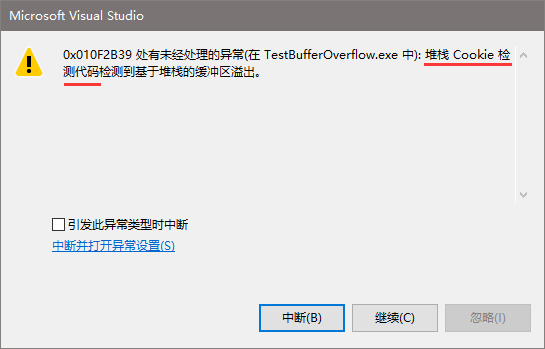 Microsoft Visual Studio
0x010F2B39 处有未经处理的异常(在 TestBufferOverflow.exe 中): 堆栈 Cookie 检
测代码检测到基于堆栈的缓冲区溢出。
引发此异常类型时中断
中断并打开异常设置(S)
中断(B)
继续(C)
忽略(I)